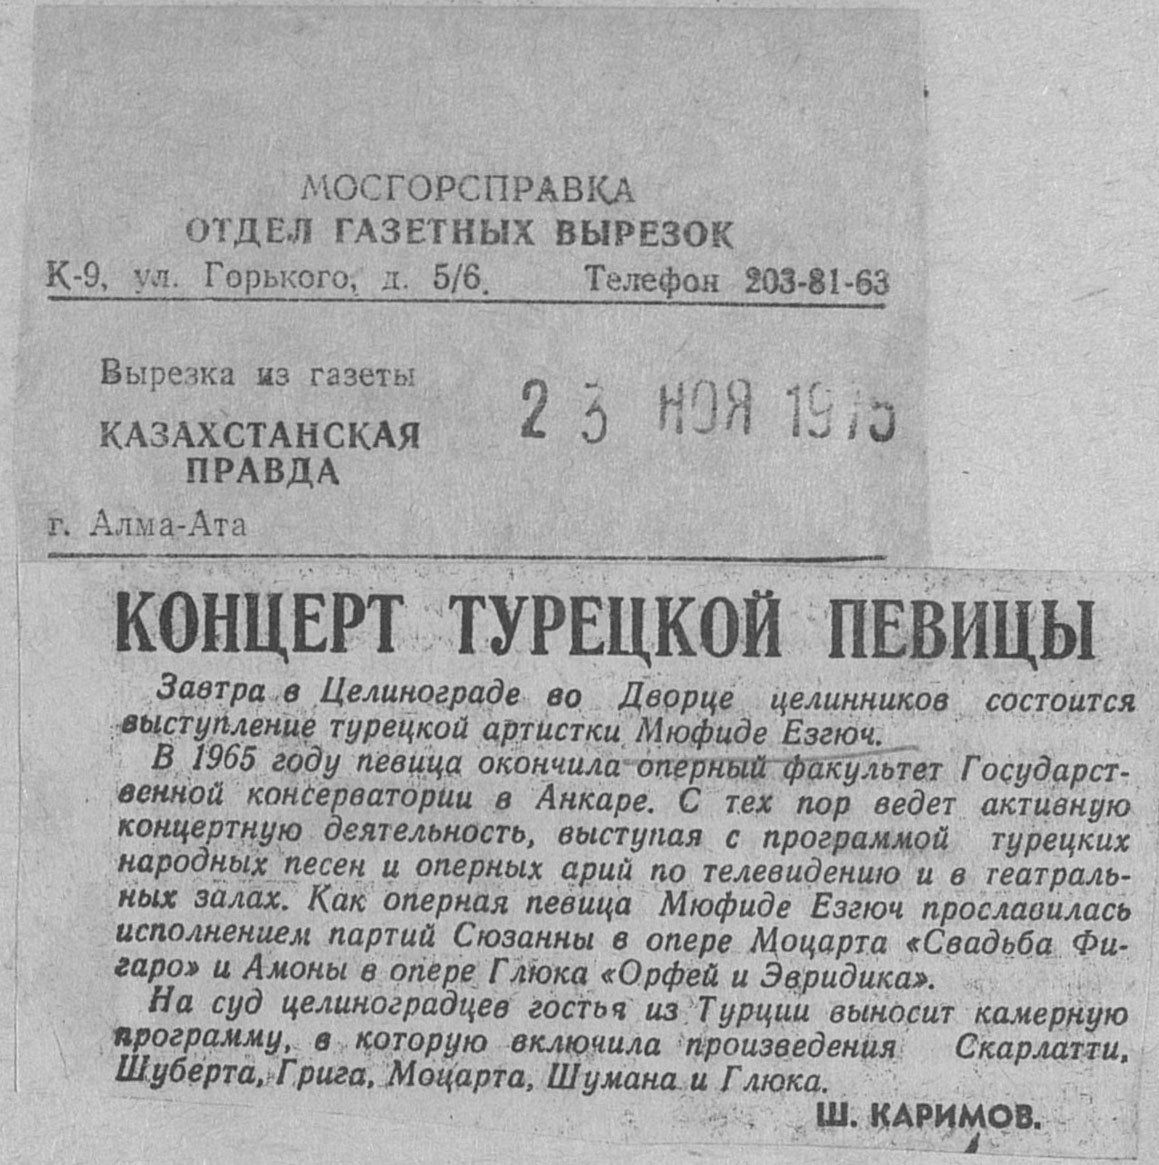 МОСГОРСПРАВКА
ОТДЕЛ ГАЗЕТНЫХ ВЫРЕЗОК
К-9, ул. Горького, д. 5/6. Телефон 203-81-63
Вырезка из газеты
КАЗАХСТАНСКАЯ
ПРАВДА
23 НОЯ 1975
г. Алма-Ата
КОНЦЕРТ ТУРЕЦКОЙ ПЕВИЦЫ
Завтра в Целинограде во Дворце целинников состоится
выступление турецкой артистки Мюфиде Езгюч.
В 1965 году певица окончила оперный факультет Государст-
венной консерватории в Анкаре. С тех пор ведет активную
концертную деятельность, выступая с программой турецких
народных песен и оперных арий по телевидению и в театраль-
ных залах. Как оперная певица Мюфиде Езгюч прославилась
исполнением партий Сюзанны в опере Моцарта «Свадьба Фи-
гаро» и Амоны в опере Глюка «Орфей и Эвридика».
На суд целиноградцев гостья из Турции выносит камерную
программу, в которую включила произведения Скарлатти,
Шуберта, Грига, Моцарта, Шумана и Глюка.
Ш. КАРИМОВ.